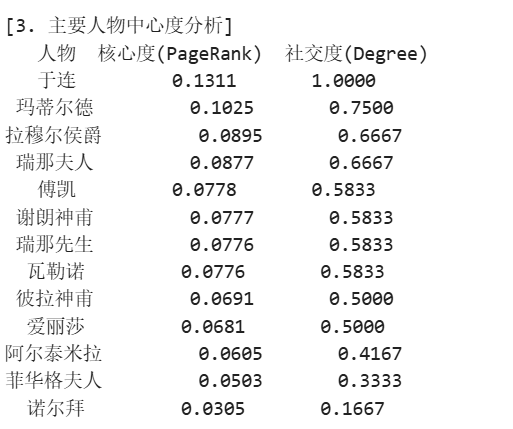 [3. 主要人物中心度分析]
人物 核心度(PageRank) 社交度(Degree)
于连 0.1311 1.0000
玛蒂尔德 0.1025 0.7500
拉穆尔侯爵 0.0895 0.6667
瑞那夫人 0.0877 0.6667
傅凯 0.0778 0.5833
谢朗神甫 0.0777 0.5833
瑞那先生 0.0776 0.5833
瓦勒诺 0.0776 0.5833
彼拉神甫 0.0691 0.5000
爱丽莎 0.0681 0.5000
阿尔泰米拉 0.0605 0.4167
菲华格夫人 0.0503 0.3333
诺尔拜 0.0305 0.1667